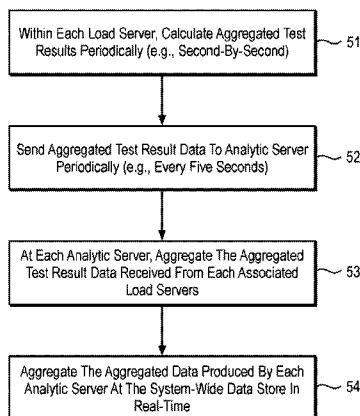 Within Each Load Server, Calculate Aggregated Test
Results Periodically (e.g., Second-By-Second)
51
Send Aggregated Test Result Data To Analytic Server
Periodically (e.g., Every Five Seconds)
52
At Each Analytic Server, Aggregate The Aggregated
Test Result Data Received From Each Associated
Load Servers
53
Aggregate The Aggregated Data Produced By Each
Analytic Server At The System-Wide Data Store In
Real-Time
54